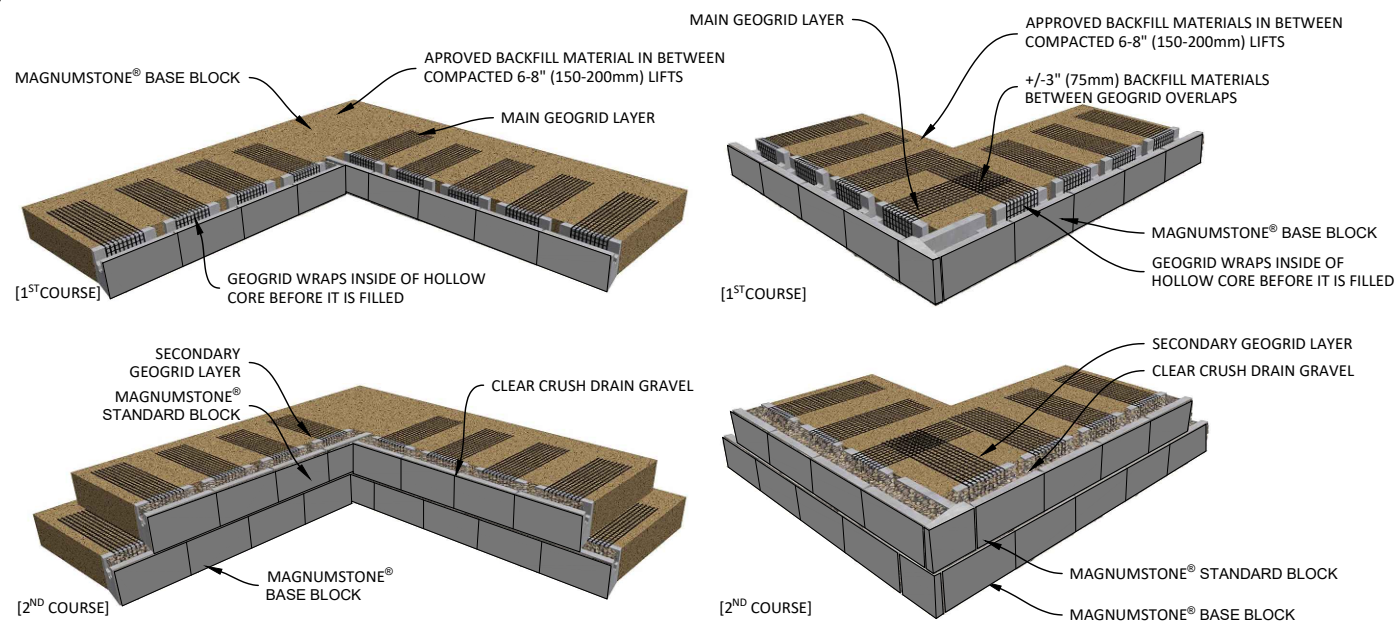 MAGNUMSTONE® BASE BLOCK
APROVED BACKFILL MATERIAL IN BETWEEN
COMPACTED 6-8" (150-200mm) LIFTS
MAIN GEOGRID LAYER
GEOGRID WRAPS INSIDE OF HOLLOW
CORE BEFORE IT IS FILLED
[1ST COURSE]
MAIN GEOGRID LAYER
APPROVED BACKFILL MATERIALS IN BETWEEN
COMPACTED 6-8" (150-200mm) LIFTS
+/-3" (75mm) BACKFILL MATERIALS
BETWEEN GEOGRID OVERLAPS
MAGNUMSTONE® BASE BLOCK
GEOGRID WRAPS INSIDE OF
HOLLOW CORE BEFORE IT IS FILLED
[1ST COURSE]
SECONDARY
GEOGRID LAYER
MAGNUMSTONE®
STANDARD BLOCK
CLEAR CRUSH DRAIN GRAVEL
MAGNUMSTONE®
BASE BLOCK
[2ND COURSE]
SECONDARY GEOGRID LAYER
CLEAR CRUSH DRAIN GRAVEL
MAGNUMSTONE® STANDARD BLOCK
MAGNUMSTONE® BASE BLOCK
[2ND COURSE]